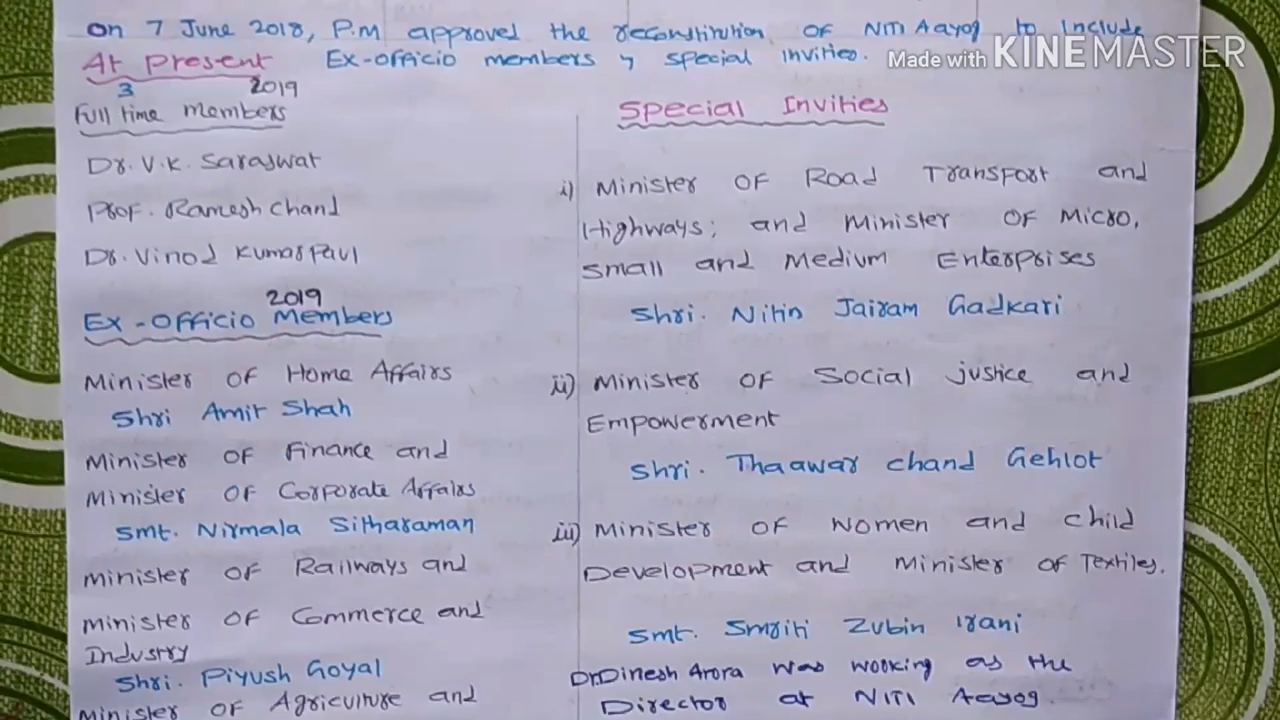 On 7 June 2018, P.M approved the reconstitution of NITI Aayog to include
Ex-officio members & special invities.
Made with KINEMASTER
At present
3 2019
Full time members
Dr. V.K. Saraswat
Prof. Ramesh Chand
Dr. Vinod Kumar Paul
2019
Ex-officio Members
Minister of Home Affairs
Shri Amit Shah
Minister of Finance and
Minister of Corporate Affairs
Smt. Nirmala Sitharaman
Minister of Railways and
Minister of Commerce and
Industry
Shri. Piyush Goyal
Minister of Agriculture and
Special Invities
i) Minister of Road Transport and
Highways; and Minister of Micro,
Small and Medium Enterprises
Shri. Nitin Jairam Gadkari
ii) Minister of Social justice and
Empowerment
Shri. Thaawar chand Gehlot
iii) Minister of Women and child
Development and Minister of Textiles.
Smt. Smriti Zubin Irani
Dr. Dinesh Arora was working as the
Director at NITI Aayog.